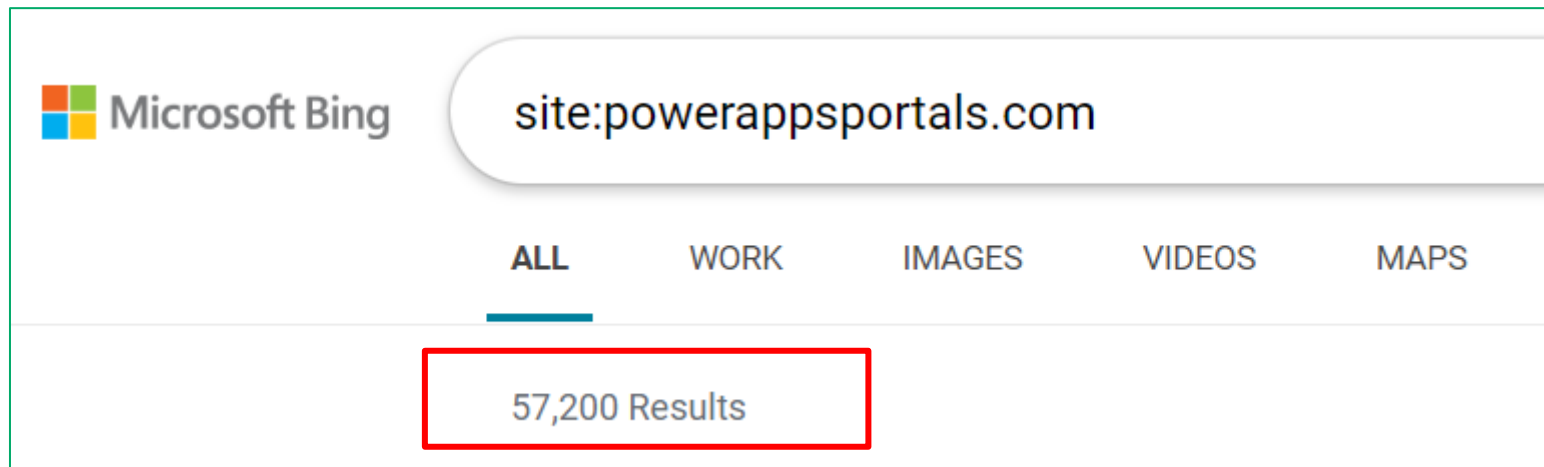 Microsoft Bing
site:powerappsportals.com
ALL WORK IMAGES VIDEOS MAPS
57,200 Results